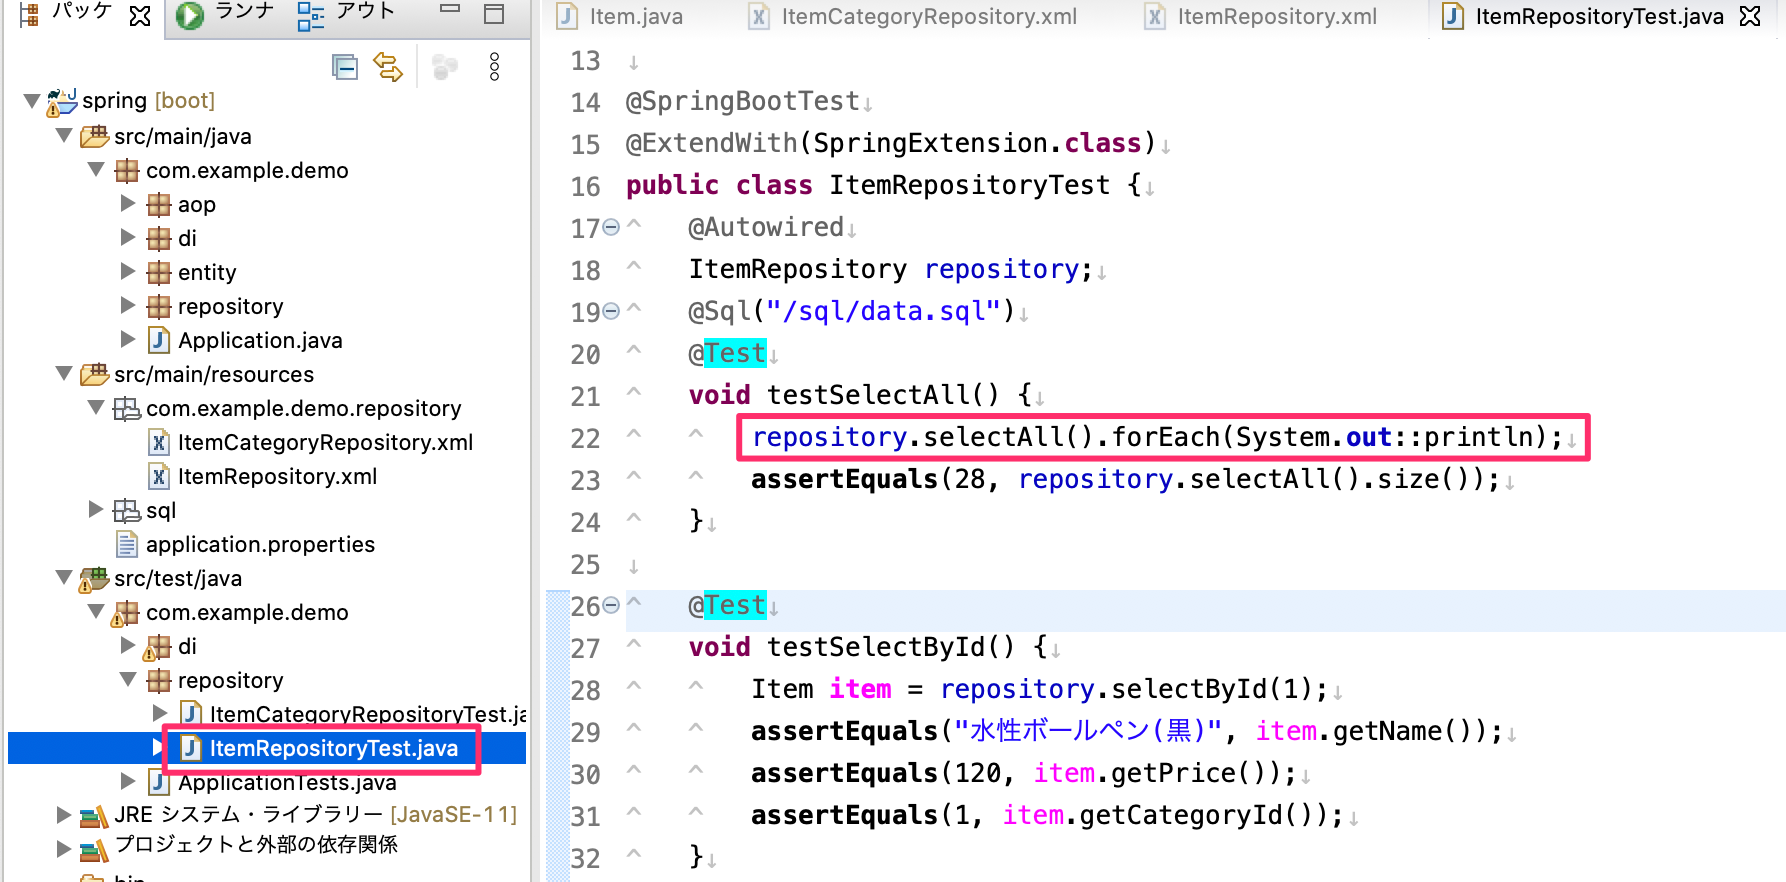 パッケ
ランナ
アウト
spring [boot]
src/main/java
com.example.demo
aop
di
entity
repository
Application.java
src/main/resources
com.example.demo.repository
ItemCategoryRepository.xml
ItemRepository.xml
sql
application.properties
src/test/java
com.example.demo
di
repository
ItemCategoryRepositoryTest.ja
ItemRepositoryTest.java
ApplicationTests.java
JRE システム・ライブラリー [JavaSE-11]
プロジェクトと外部の依存関係
bin
Item.java
ItemCategoryRepository.xml
ItemRepository.xml
ItemRepositoryTest.java
13 ↓
14 @SpringBootTest↓
15 @ExtendWith(SpringExtension.class)↓
16 public class ItemRepositoryTest {↓
17 ^ @Autowired↓
18 ^ ItemRepository repository;↓
19 ^ @Sql("/sql/data.sql")↓
20 ^ @Test↓
21 ^ void testSelectAll() {↓
22 ^ ^ repository.selectAll().forEach(System.out::println);↓
23 ^ ^ assertEquals(28, repository.selectAll().size());↓
24 ^ }↓
25 ↓
26 ^ @Test↓
27 ^ void testSelectById() {↓
28 ^ ^ Item item = repository.selectById(1);↓
29 ^ ^ assertEquals("水性ボールペン(黒)", item.getName());↓
30 ^ ^ assertEquals(120, item.getPrice());↓
31 ^ ^ assertEquals(1, item.getCategoryId());↓
32 ^ }↓